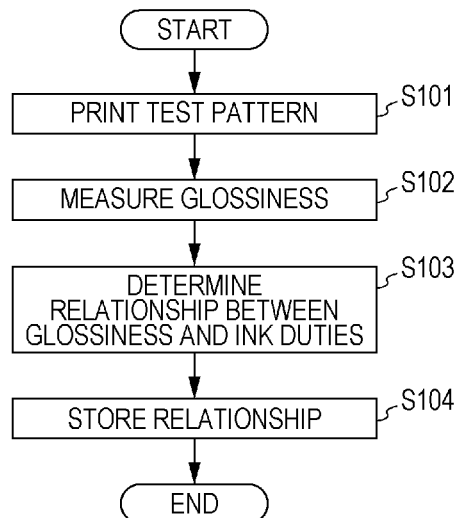 START
PRINT TEST PATTERN
S101
MEASURE GLOSSINESS
S102
DETERMINE
RELATIONSHIP BETWEEN
GLOSSINESS AND INK DUTIES
S103
STORE RELATIONSHIP
S104
END